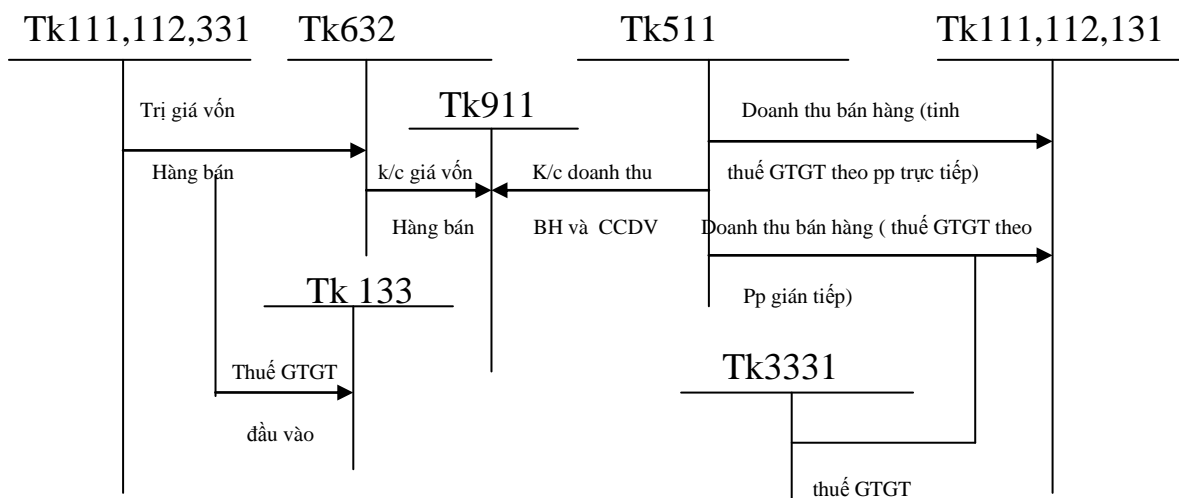 Tk111,112,331 Tk632 Tk511 Tk111,112,131
Trị giá vốn Tk911 Doanh thu bán hàng (tinh
Hàng bán k/c giá vốn K/c doanh thu thuế GTGT theo pp trực tiếp)
Hàng bán BH và CCDV Doanh thu bán hàng ( thuế GTGT theo
Tk 133 Pp gián tiếp)
Thuế GTGT Tk3331
đầu vào
thuế GTGT